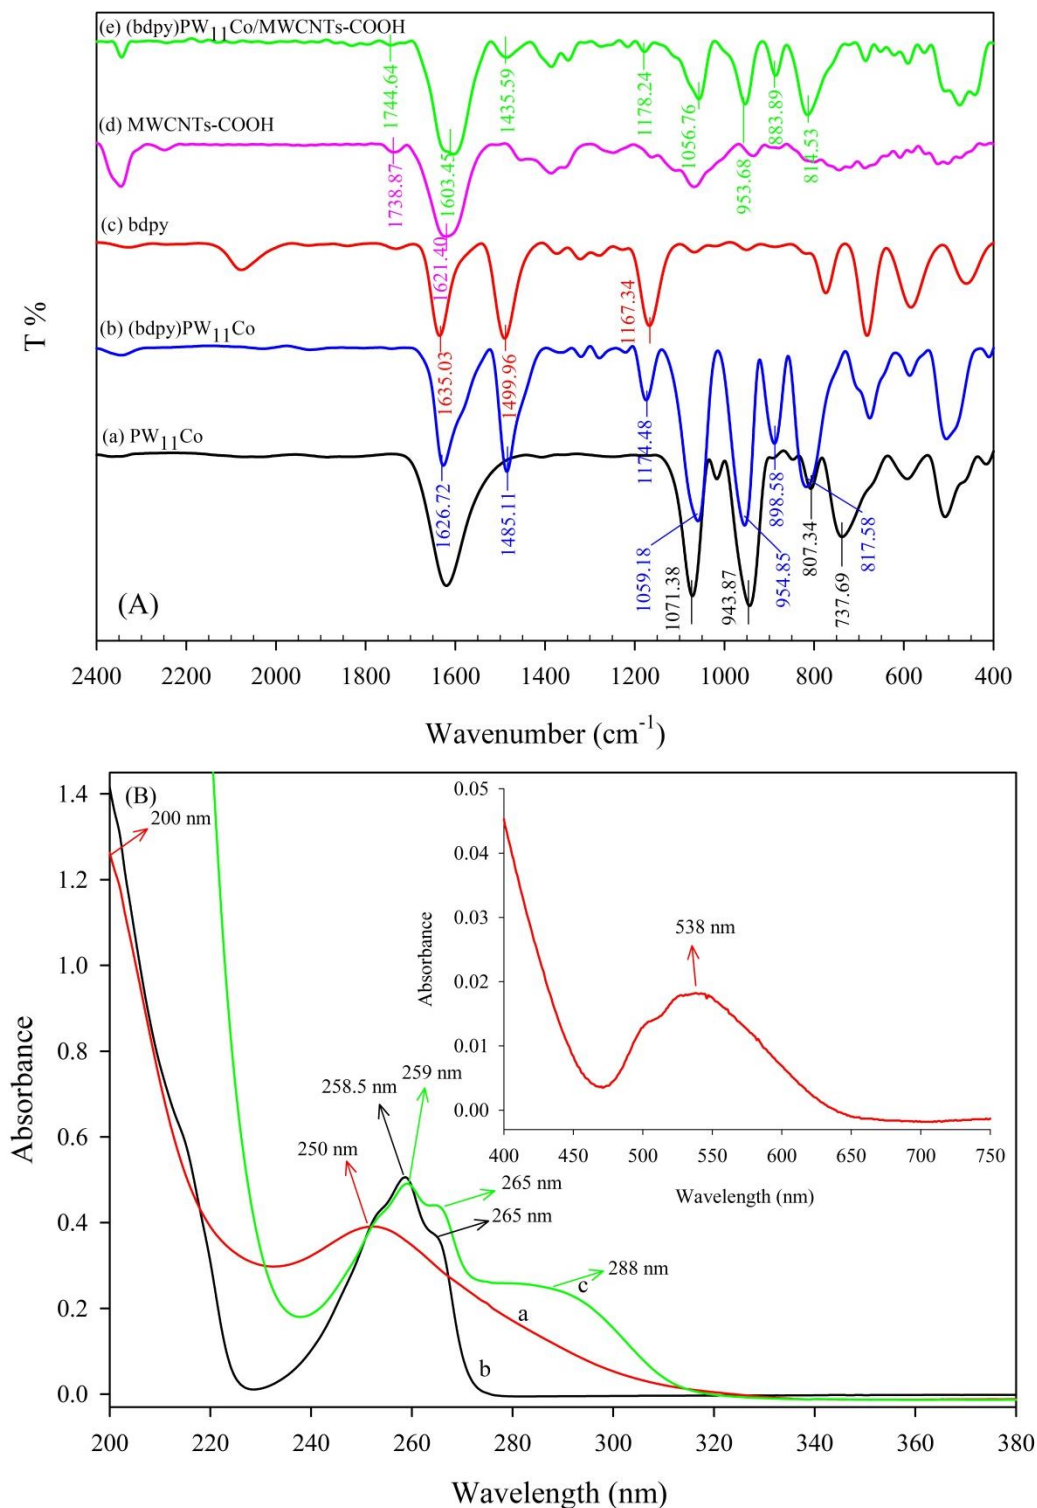 (e) (bdpy)PW11Co/MWCNTs-COOH
1744.64
1435.59
1178.24
1056.76
953.68
883.89
814.53
1603.45
(d) MWCNTs-COOH
1738.87
1621.40
(c) bdpy
1635.03
1499.96
1167.34
(b) (bdpy)PW11Co
1626.72
1485.11
1174.48
1059.18
954.85
898.58
817.58
(a) PW11Co
1071.38
943.87
807.34
737.69
T %
(A)
2400 2200 2000 1800 1600 1400 1200 1000 800 600 400
Wavenumber (cm-1)
(B)
200 nm
250 nm
258.5 nm
259 nm
265 nm
265 nm
288 nm
a
b
c
Absorbance
1.4
1.2
1.0
0.8
0.6
0.4
0.2
0.0
200 220 240 260 280 300 320 340 360 380
Wavelength (nm)
538 nm
Absorbance
0.05
0.04
0.03
0.02
0.01
0.00
400 450 500 550 600 650 700 750
Wavelength (nm)